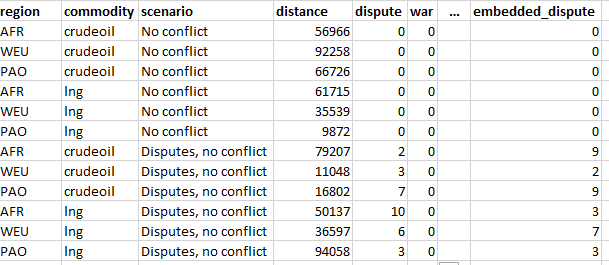 region commodity scenario distance dispute war ... embedded_dispute
AFR crudeoil No conflict 56966 0 0 0
WEU crudeoil No conflict 92258 0 0 0
PAO crudeoil No conflict 66726 0 0 0
AFR lng No conflict 61715 0 0 0
WEU lng No conflict 35539 0 0 0
PAO lng No conflict 9872 0 0 0
AFR crudeoil Disputes, no conflict 79207 2 0 9
WEU crudeoil Disputes, no conflict 11048 3 0 2
PAO crudeoil Disputes, no conflict 16802 7 0 9
AFR lng Disputes, no conflict 50137 10 0 3
WEU lng Disputes, no conflict 36597 6 0 7
PAO lng Disputes, no conflict 94058 3 0 3